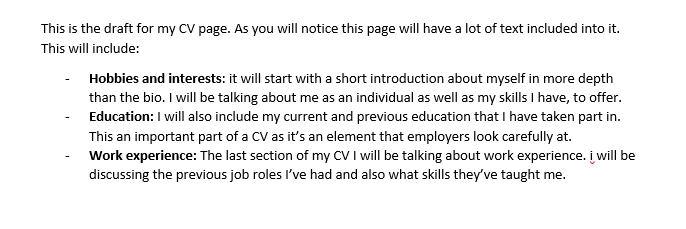 This is the draft for my CV page. As you will notice this page will have a lot of text included into it.
This will include:
- Hobbies and interests: it will start with a short introduction about myself in more depth
than the bio. I will be talking about me as an individual as well as my skills I have, to offer.
- Education: I will also include my current and previous education that I have taken part in.
This an important part of a CV as it's an element that employers look carefully at.
- Work experience: The last section of my CV I will be talking about work experience. i will be
discussing the previous job roles I've had and also what skills they've taught me.